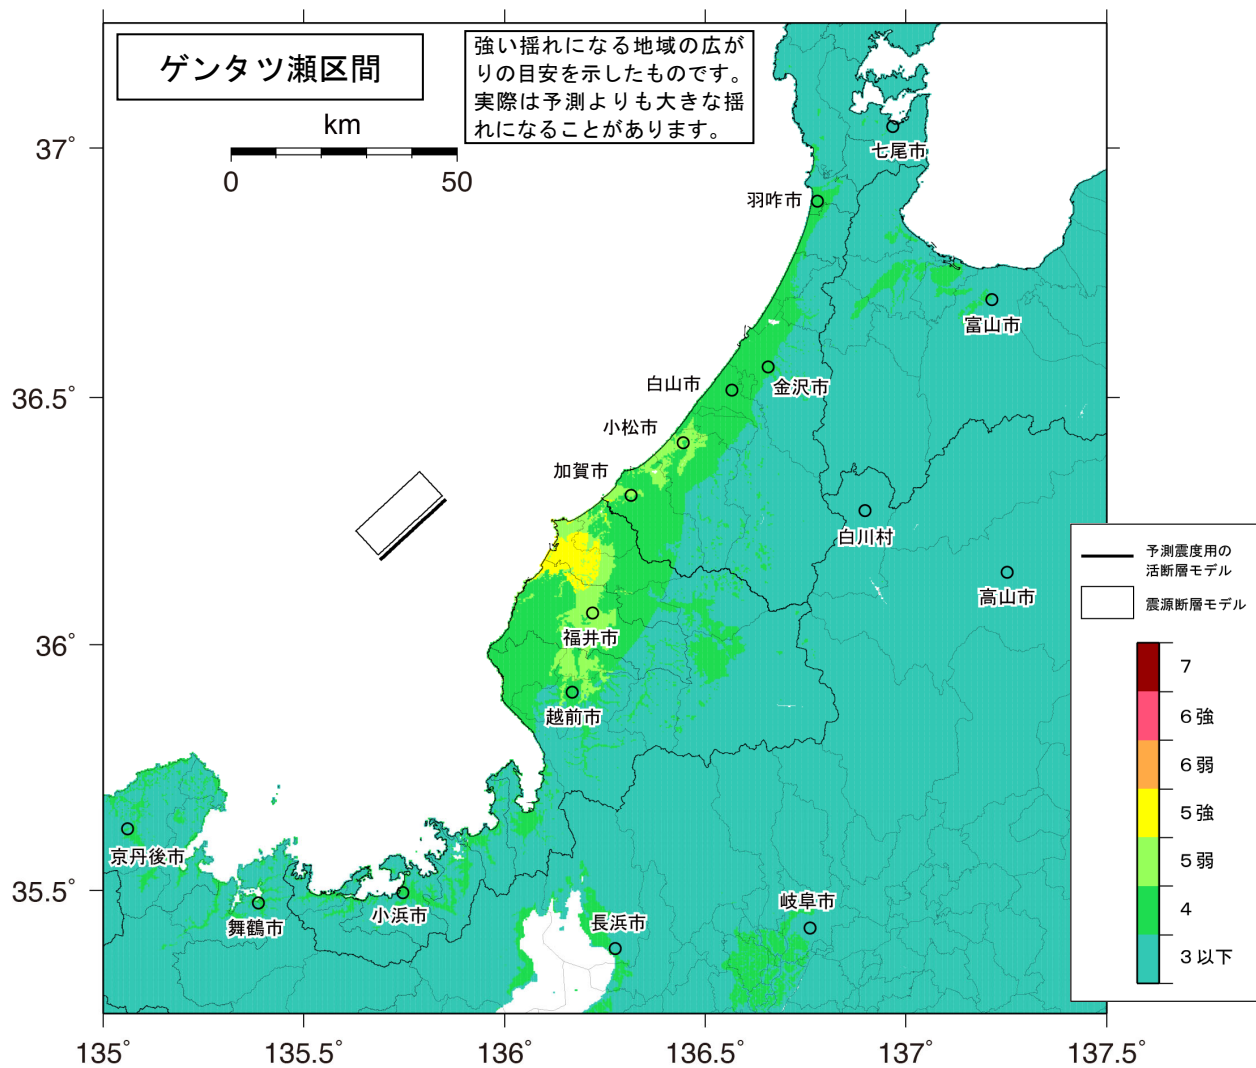 ゲンタツ瀬区間
強い揺れになる地域の広が
りの目安を示したものです。
実際は予測よりも大きな揺
れになることがあります。
km
0 50
37°
36.5°
36°
35.5°
七尾市
羽咋市
富山市
金沢市
白山市
小松市
加賀市
白川村
高山市
福井市
越前市
京丹後市
舞鶴市
小浜市
長浜市
岐阜市
予測震度用の
活断層モデル
震源断層モデル
7
6強
6弱
5強
5弱
4
3以下
135° 135.5° 136° 136.5° 137° 137.5°